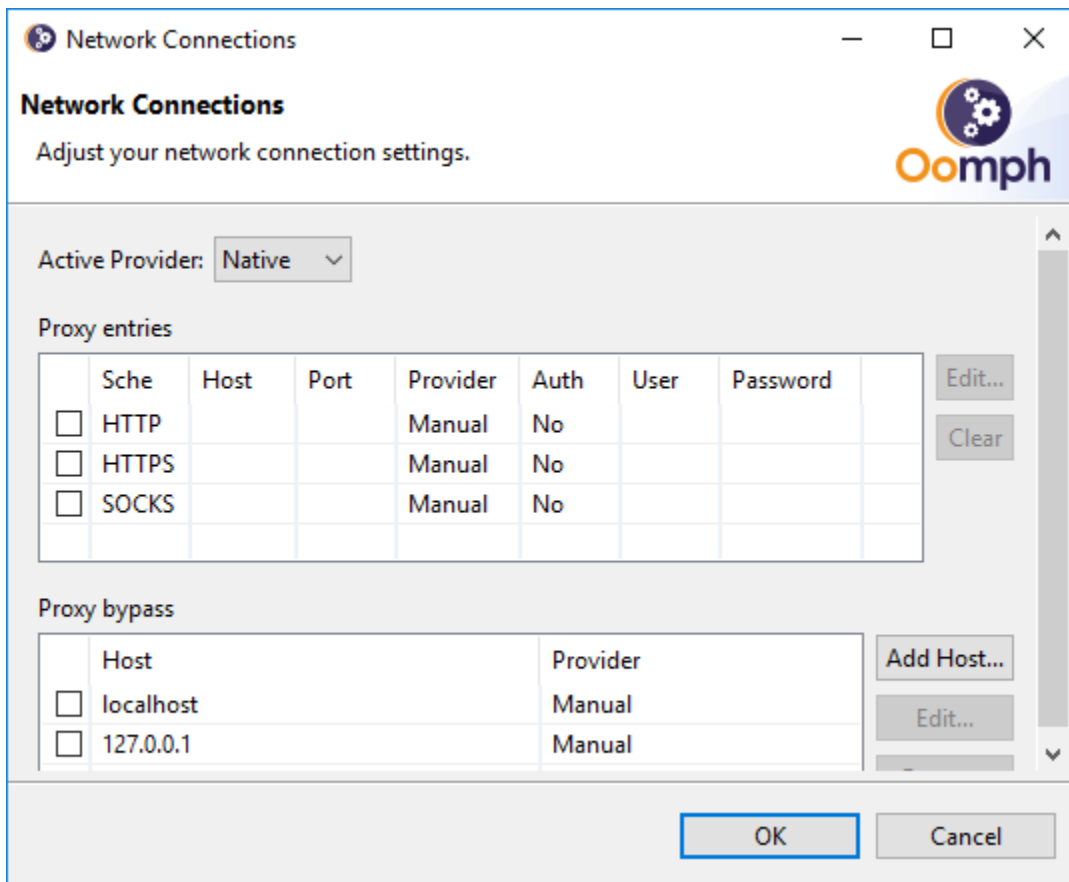 Network Connections
Network Connections
Adjust your network connection settings.
Oomph
Active Provider: Native
Proxy entries
Sche Host Port Provider Auth User Password
Edit...
HTTP Manual No
Clear
HTTPS Manual No
SOCKS Manual No
Proxy bypass
Host Provider
Add Host...
localhost Manual
Edit...
127.0.0.1 Manual
OK Cancel